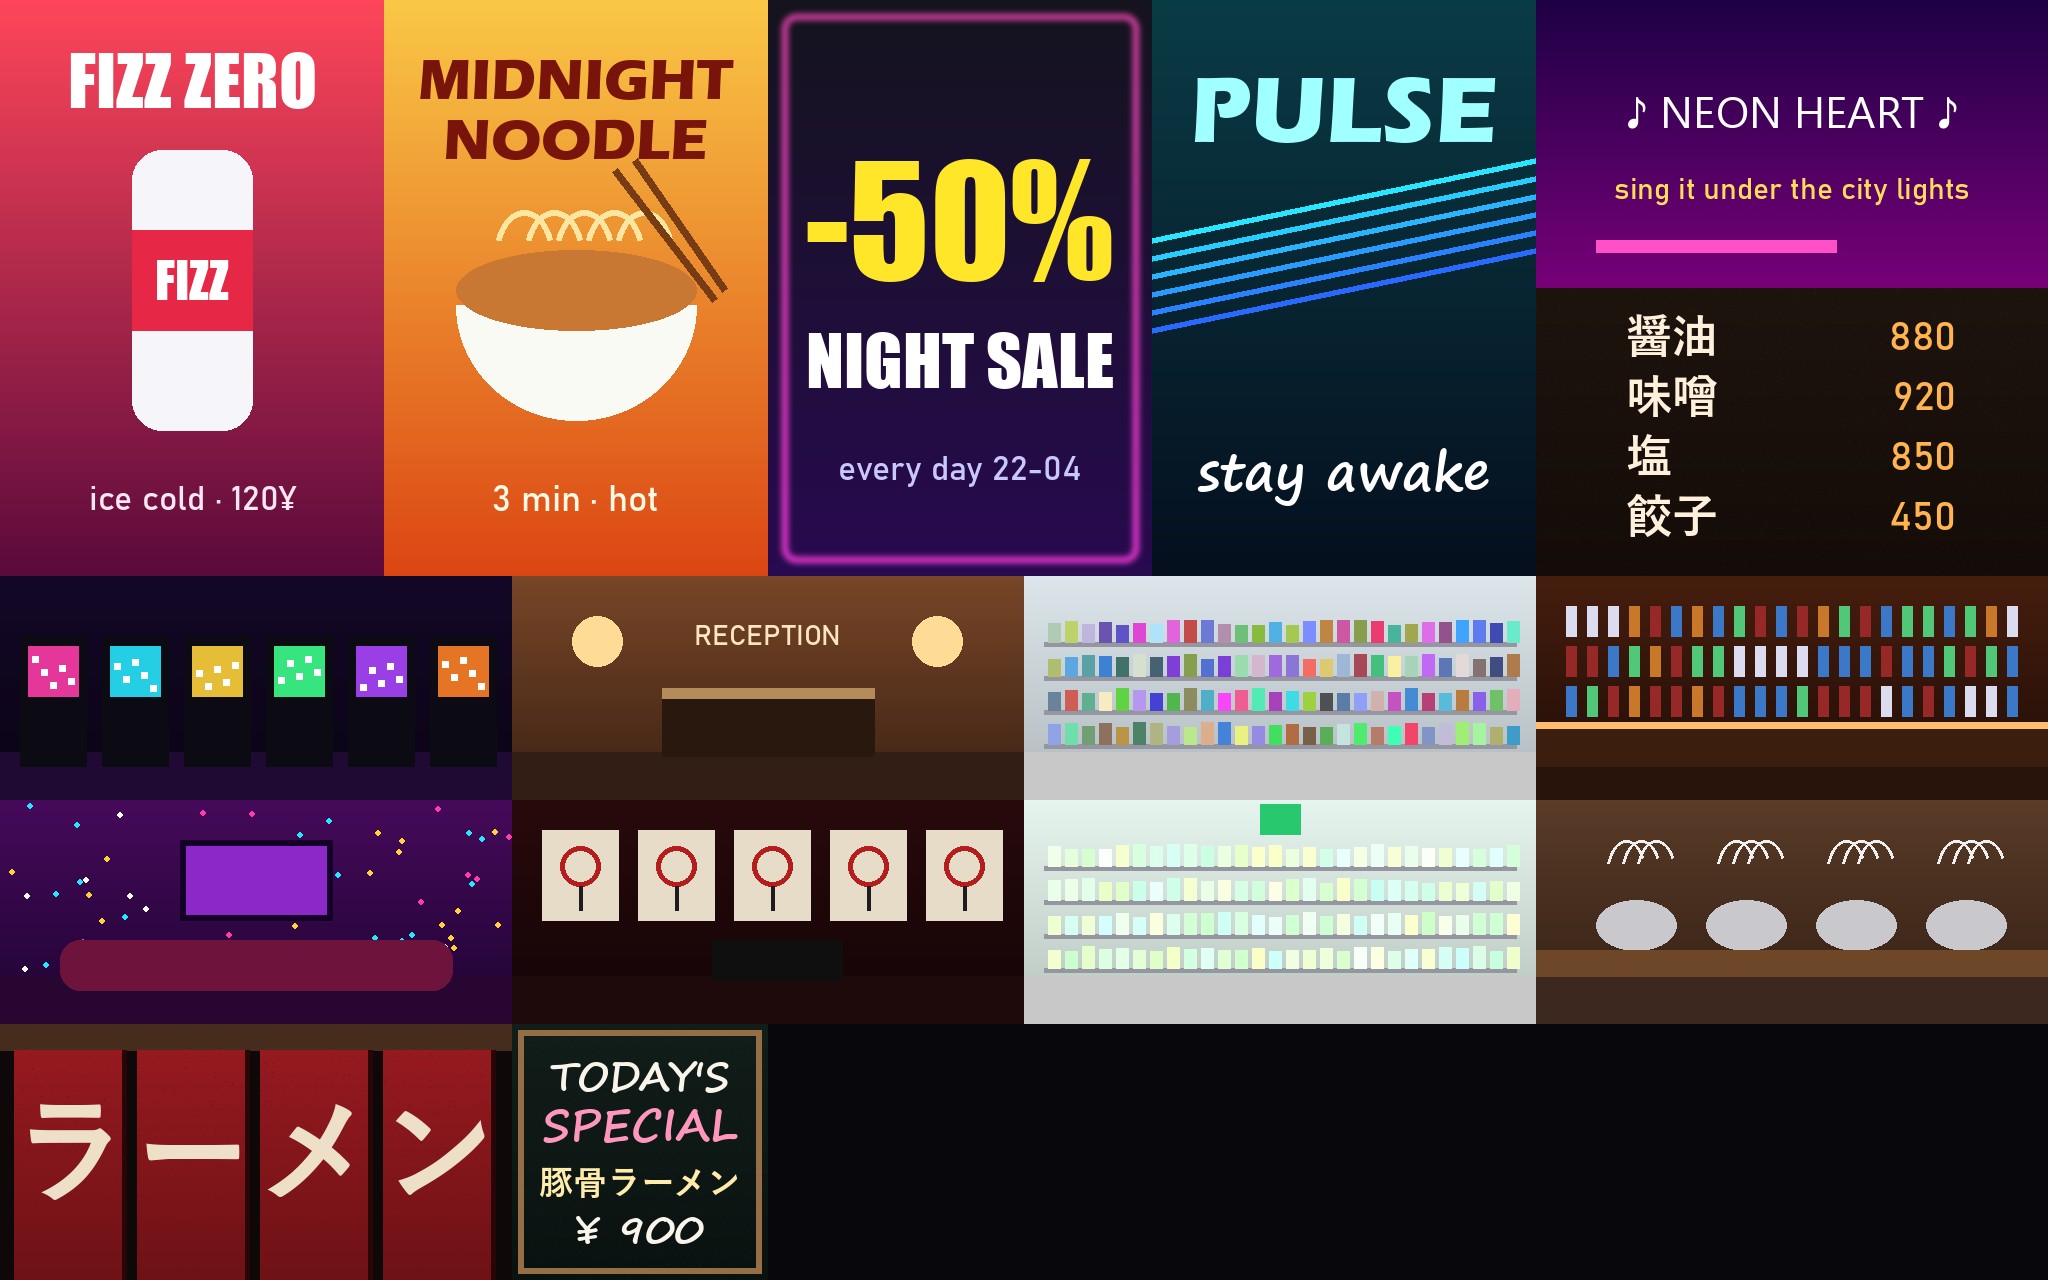 FIZZ ZERO
FIZZ
ice cold · 120¥
MIDNIGHT
NOODLE
3 min · hot
-50%
NIGHT SALE
every day 22-04
PULSE
stay awake
♪ NEON HEART ♪
sing it under the city lights
醤油 880
味噌 920
塩 850
餃子 450
RECEPTION
ラーメン
TODAY'S
SPECIAL
豚骨ラーメン
¥ 900